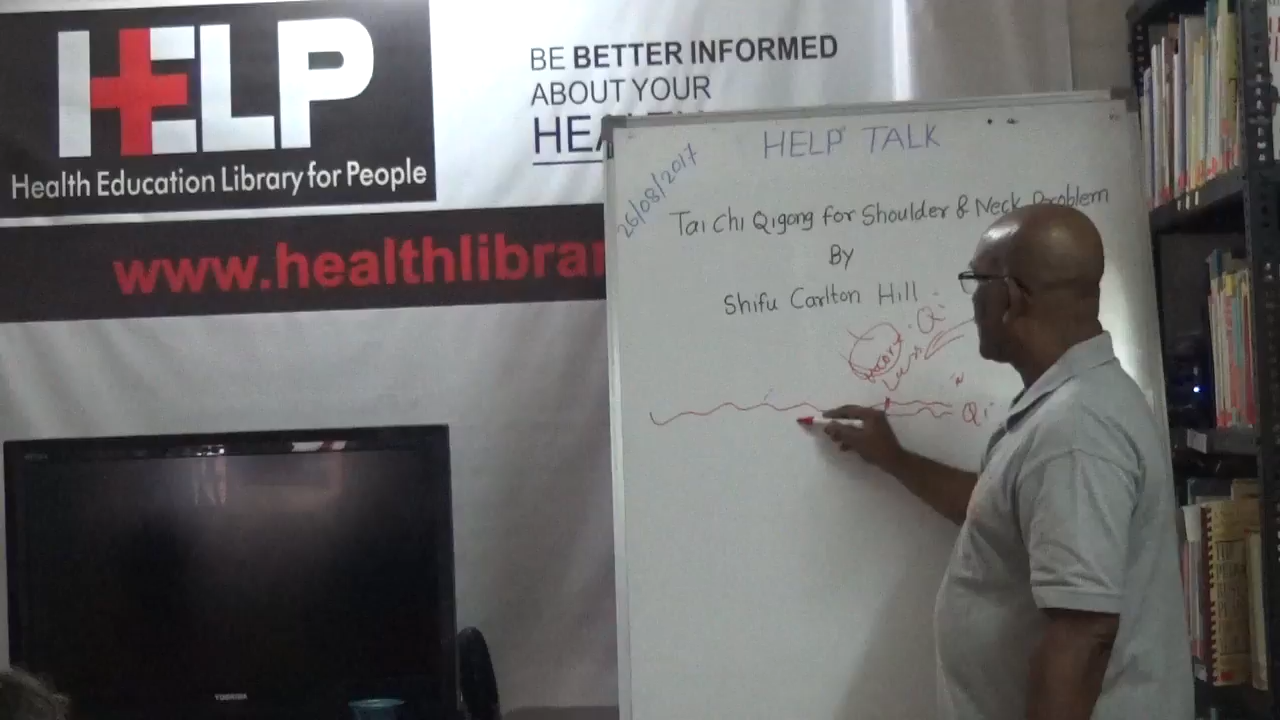 HELP
Health Education Library for People
BE BETTER INFORMED
ABOUT YOUR
www.healthlibrar
HELP TALK
26/08/2017
Tai Chi Qigong for Shoulder & Neck Problem
By
Shifu Carlton Hill
Qi
Qi
TOSHIBA